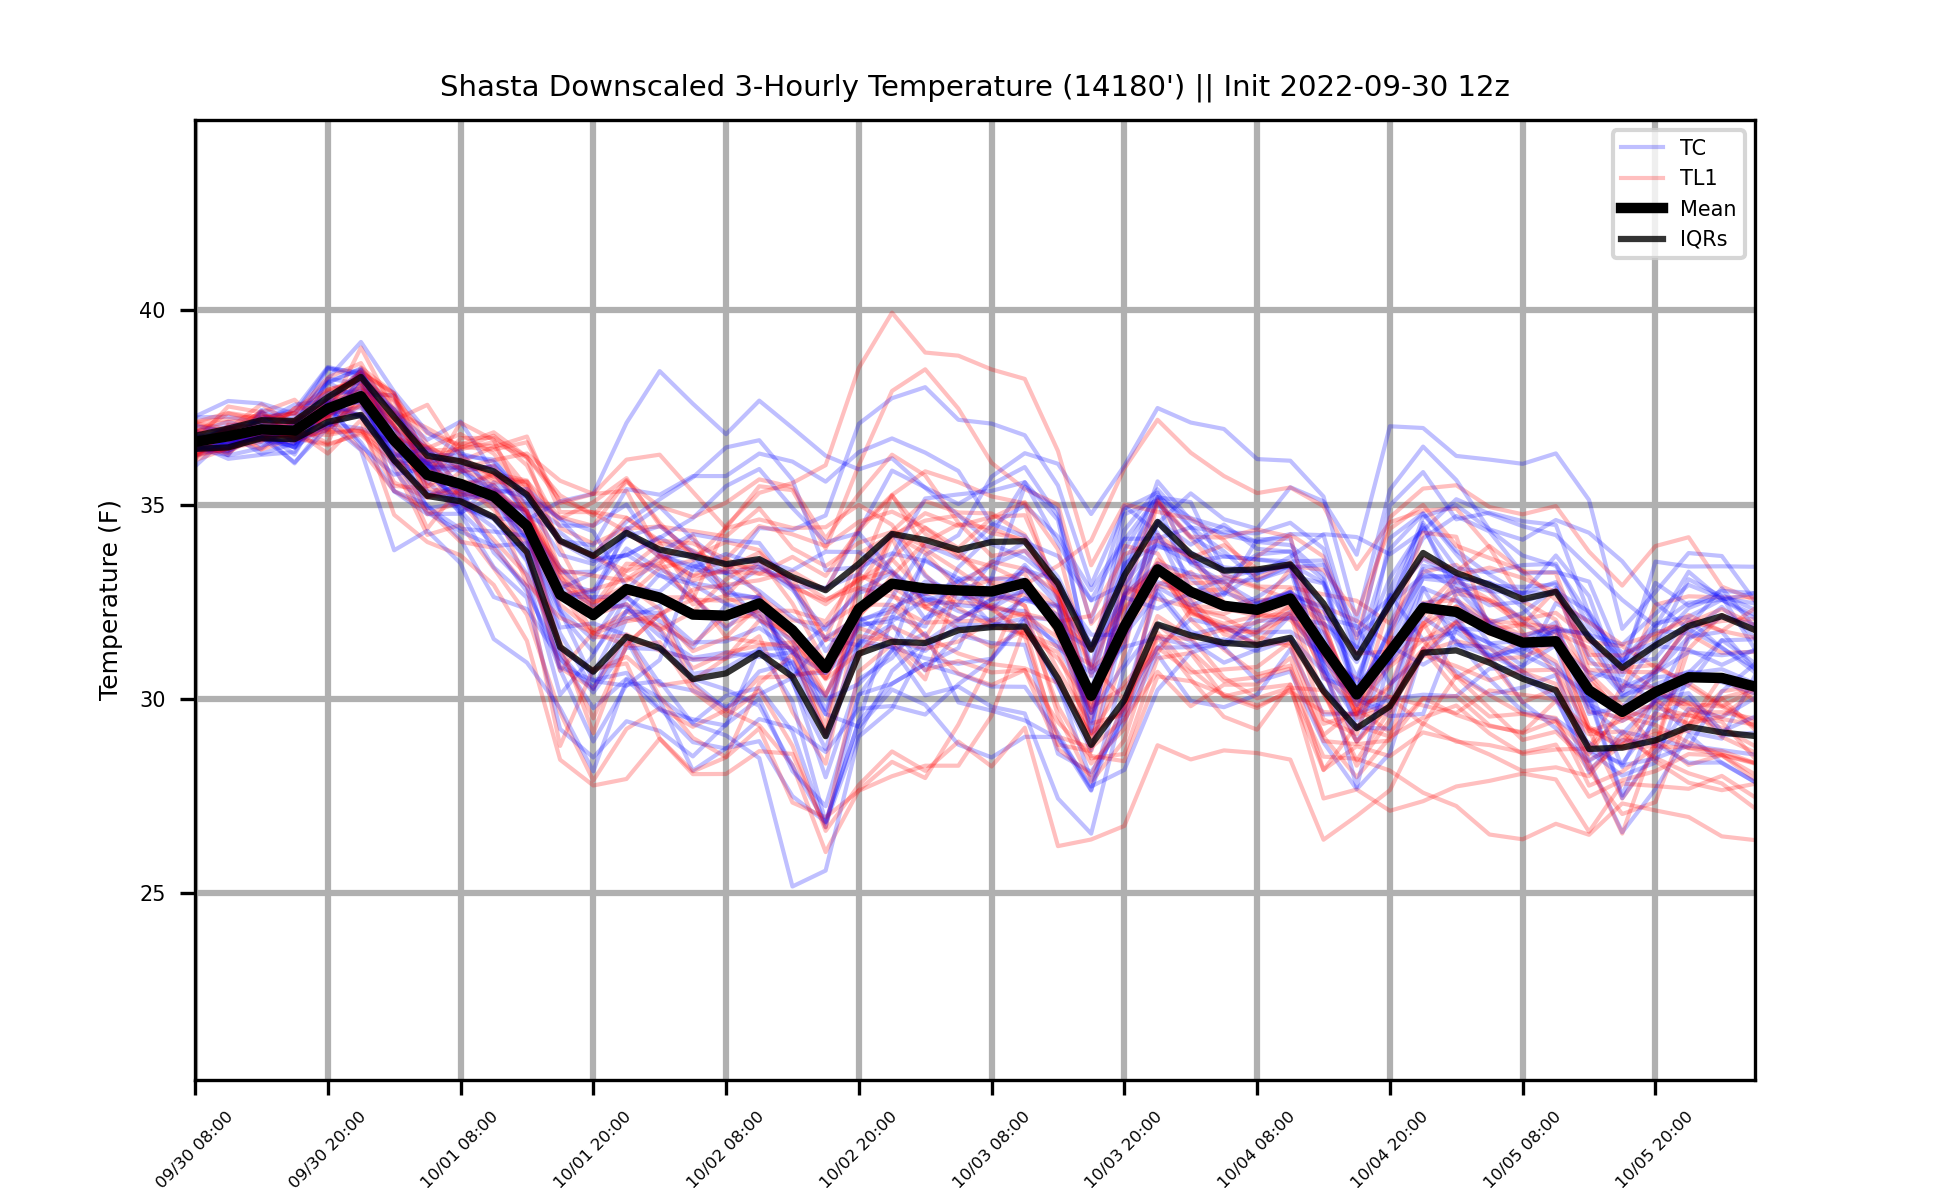 Shasta Downscaled 3-Hourly Temperature (14180') || Init 2022-09-30 12z
TC
TL1
Mean
IQRs
Temperature (F)
40
35
30
25
09/30 08:00
09/30 20:00
10/01 08:00
10/01 20:00
10/02 08:00
10/02 20:00
10/03 08:00
10/03 20:00
10/04 08:00
10/04 20:00
10/05 08:00
10/05 20:00